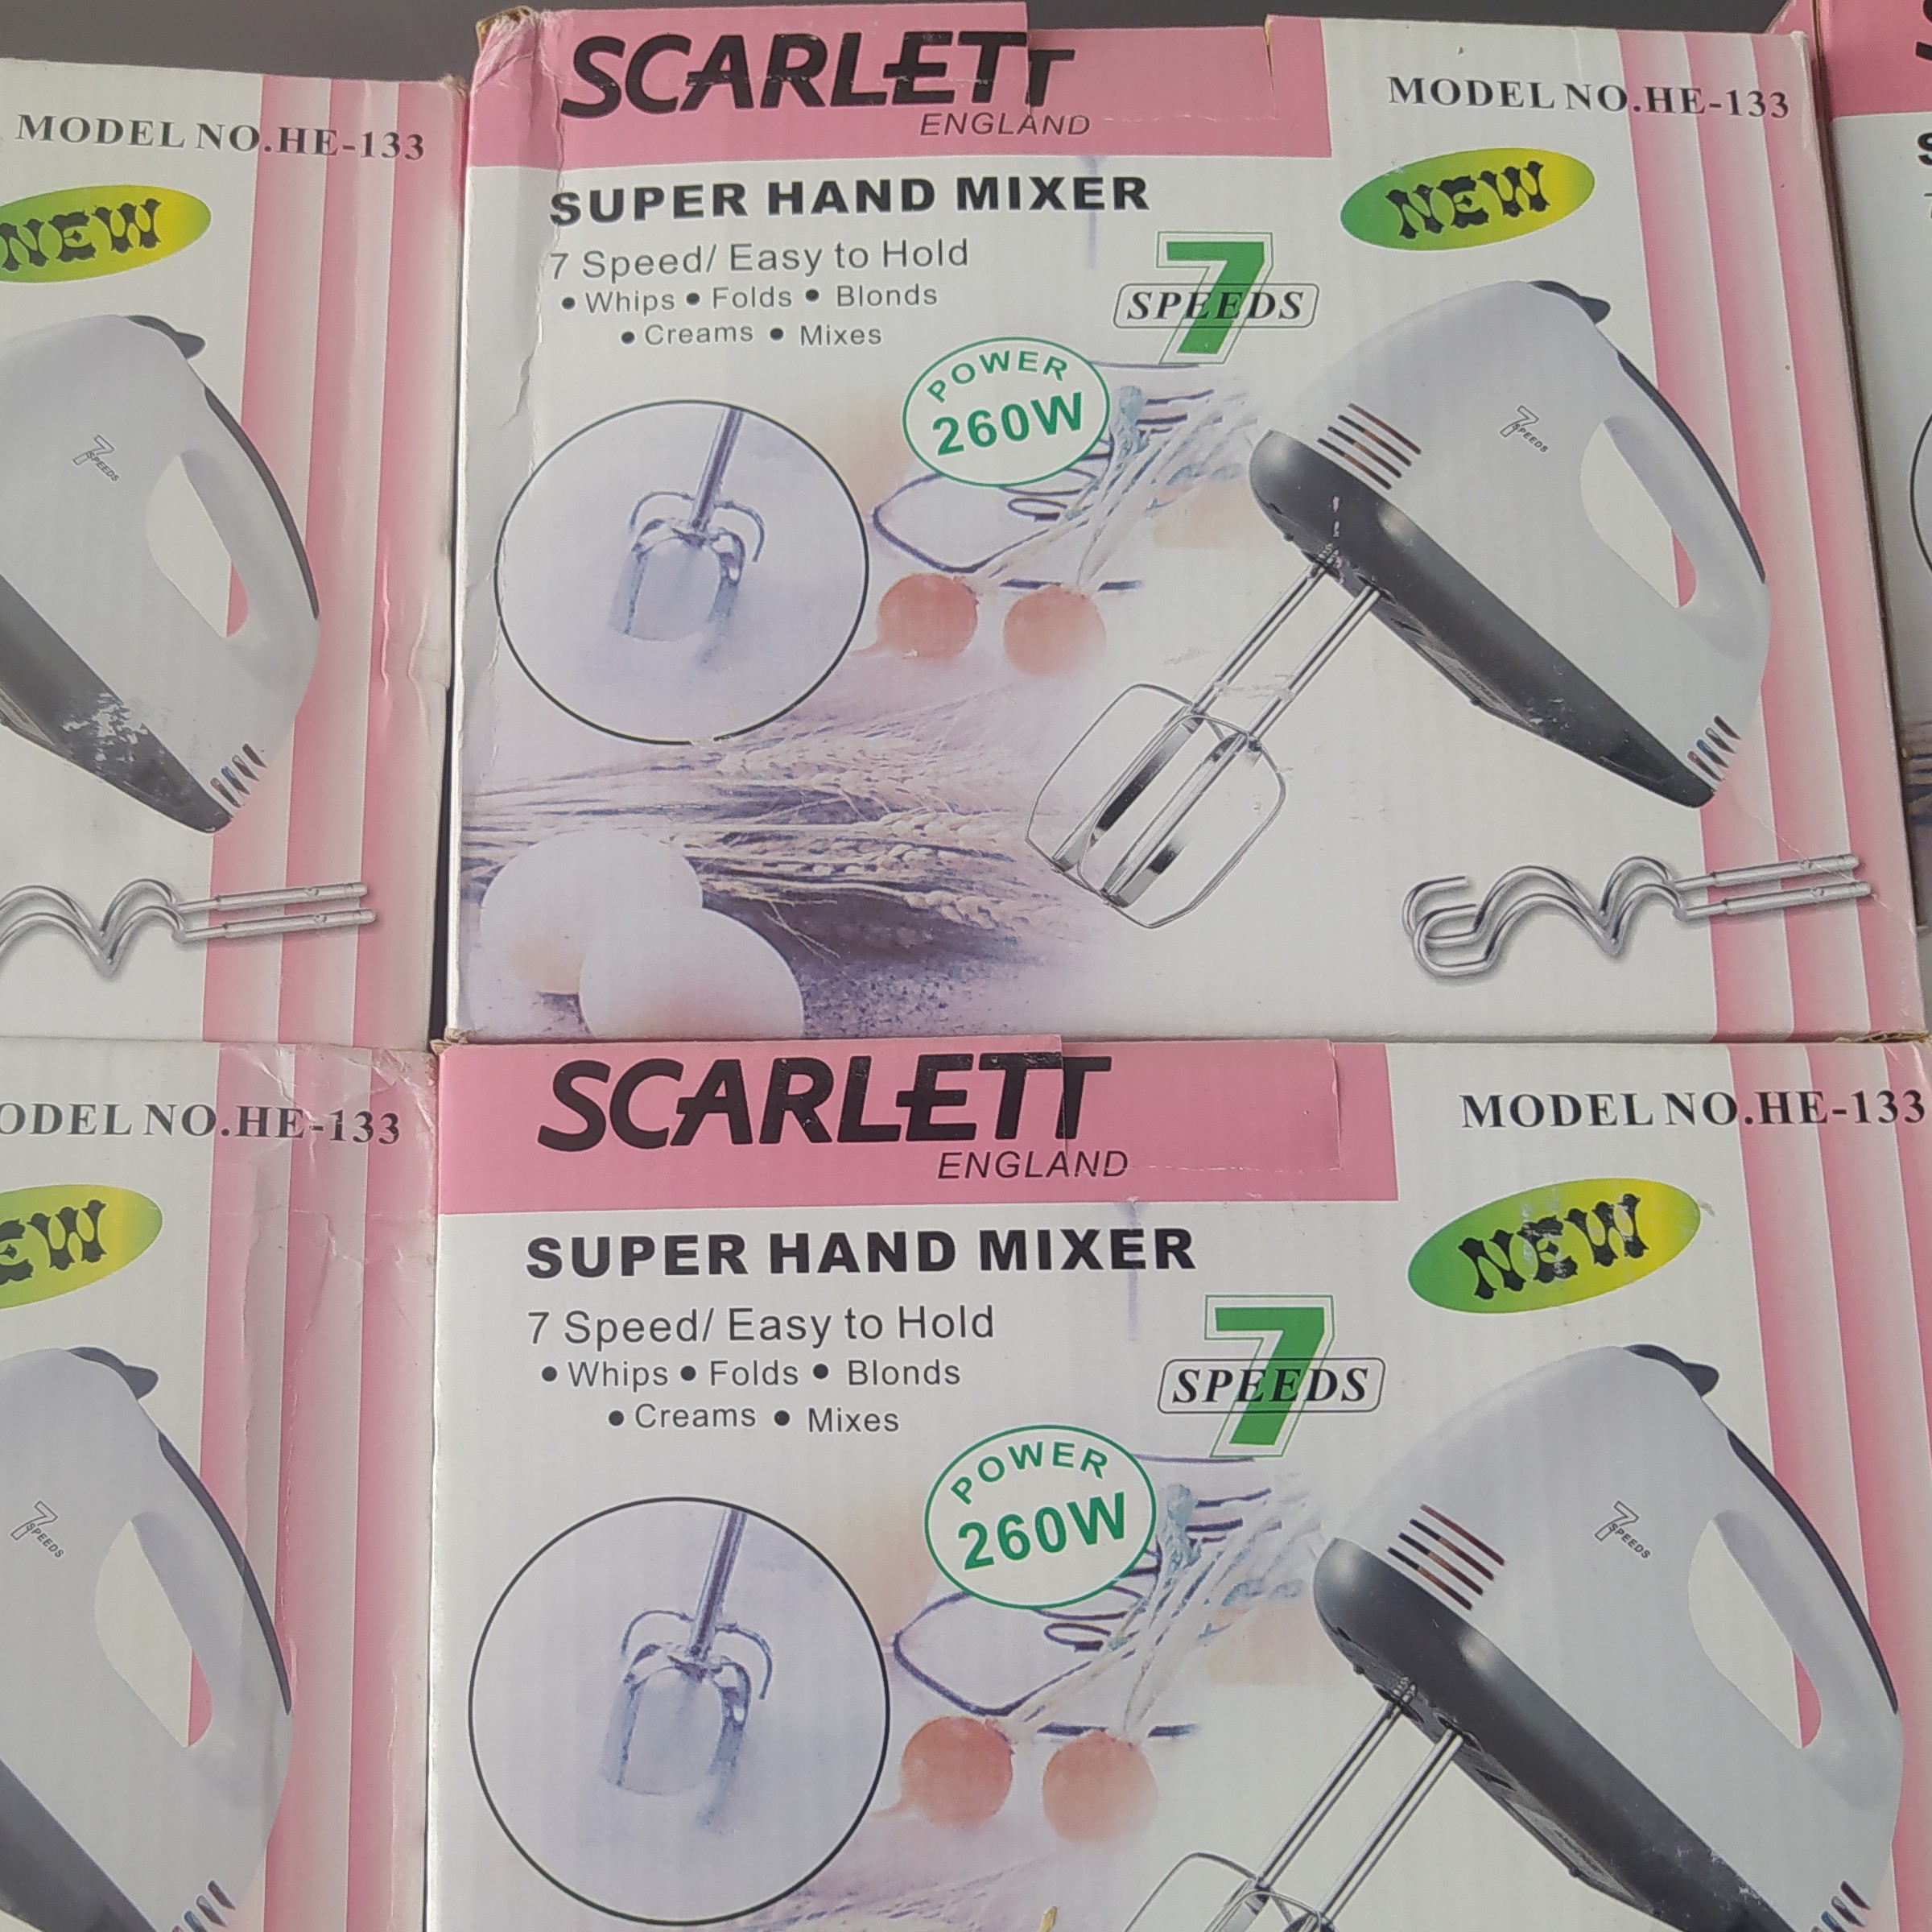 MODEL NO.HE-133
NEW
7
SPEEDS
SCARLETT
ENGLAND
MODEL NO.HE-133
SUPER HAND MIXER
NEW
7 Speed/ Easy to Hold
• Whips • Folds • Blonds
• Creams • Mixes
7
SPEEDS
POWER
260W
7
SPEEDS
ODEL NO.HE-133
EW
7
SPEEDS
SCARLETT
ENGLAND
MODEL NO.HE-133
SUPER HAND MIXER
NEW
7 Speed/ Easy to Hold
• Whips • Folds • Blonds
• Creams • Mixes
7
SPEEDS
POWER
260W
7
SPEEDS